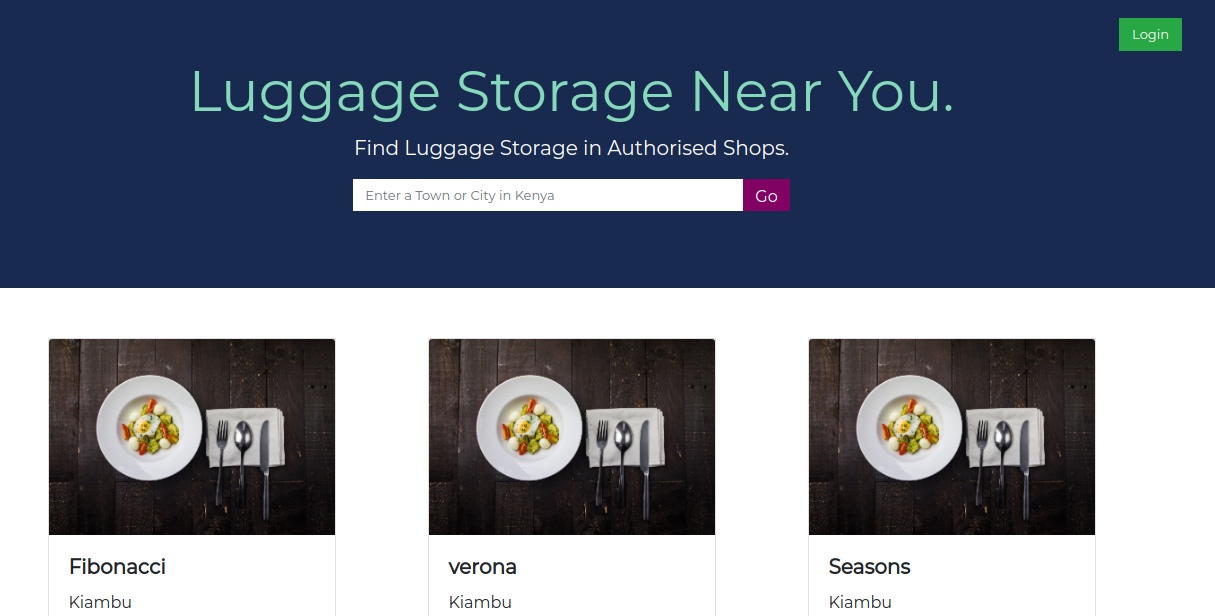 Login
Luggage Storage Near You.
Find Luggage Storage in Authorised Shops.
Enter a Town or City in Kenya
Go
Fibonacci
Kiambu
verona
Kiambu
Seasons
Kiambu